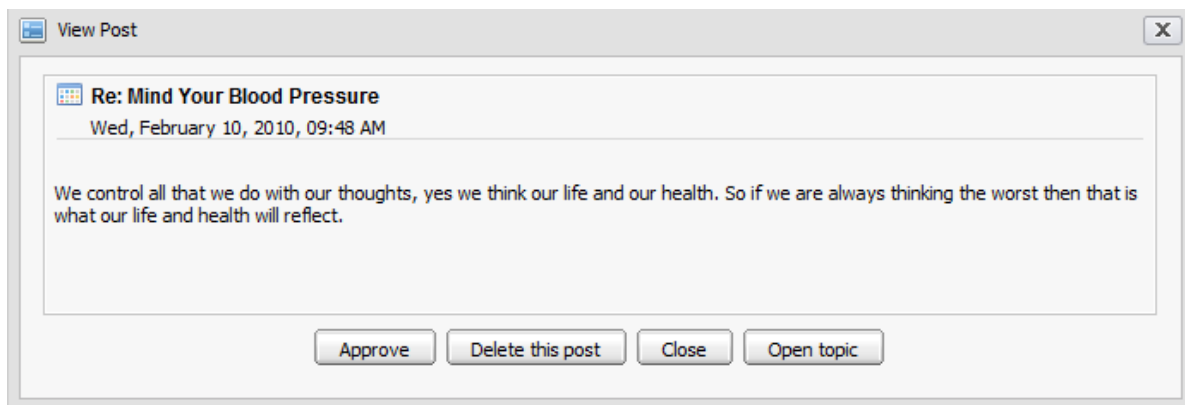 View Post
Re: Mind Your Blood Pressure
Wed, February 10, 2010, 09:48 AM
We control all that we do with our thoughts, yes we think our life and our health. So if we are always thinking the worst then that is
what our life and health will reflect.
Approve Delete this post Close Open topic